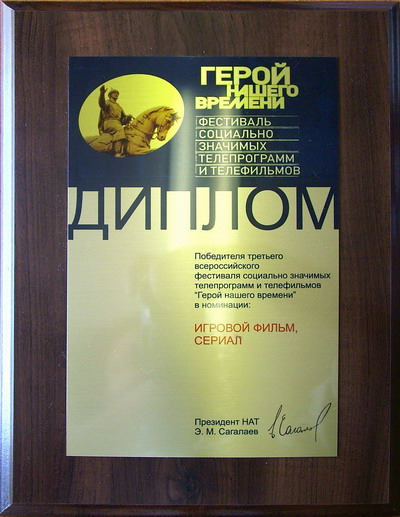 ГЕРОЙ
НАШЕГО
ВРЕМЕНИ
ФЕСТИВАЛЬ
СОЦИАЛЬНО
ЗНАЧИМЫХ
ТЕЛЕПРОГРАММ
И ТЕЛЕФИЛЬМОВ
ДИПЛОМ
Победителя третьего
всероссийского
фестиваля социально значимых
телепрограмм и телефильмов
"Герой нашего времени"
в номинации:
ИГРОВОЙ ФИЛЬМ,
СЕРИАЛ
Президент НАТ
Э. М. Сагалаев